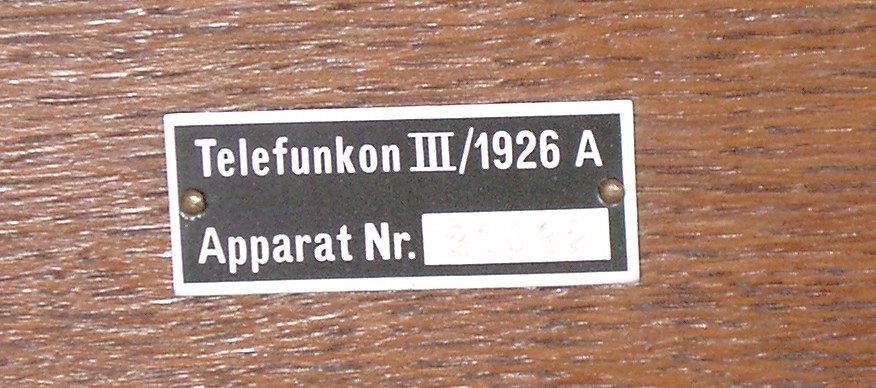 Telefunkon III/1926 A
Apparat Nr.